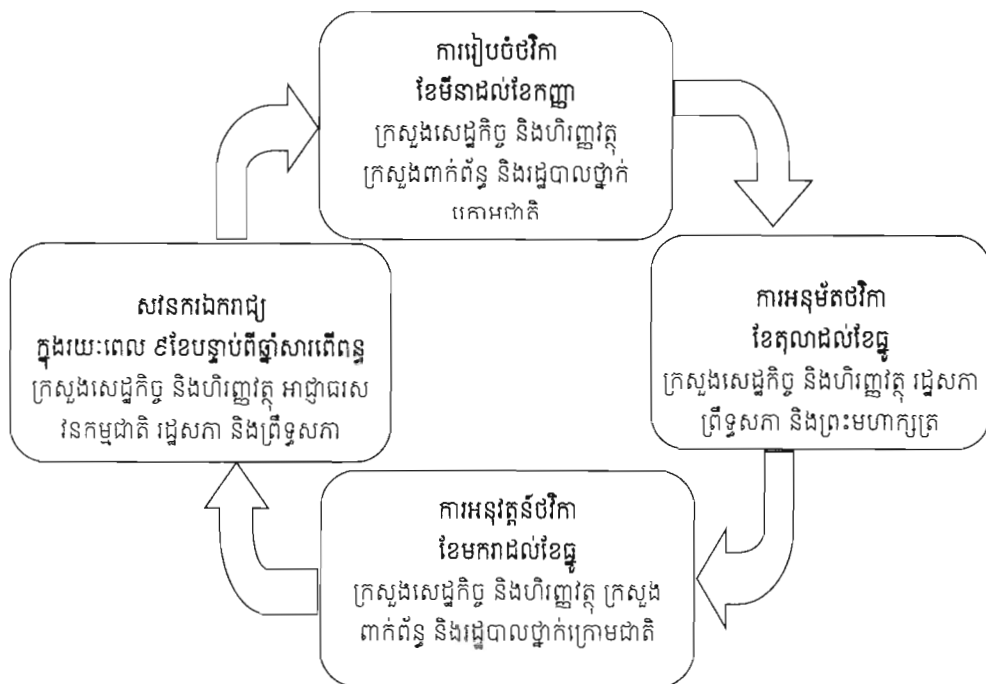 ការរៀបចំថវិកា
ខែមីនាដល់ខែកញ្ញា
ក្រសួងសេដ្ឋកិច្ច និងហិរញ្ញវត្ថុ
ក្រសួងពាក់ព័ន្ធ និងរដ្ឋបាលថ្នាក់
ក្រោមជាតិ
ការអនុម័តថវិកា
ខែតុលាដល់ខែធ្នូ
ក្រសួងសេដ្ឋកិច្ច និងហិរញ្ញវត្ថុ រដ្ឋសភា
ព្រឹទ្ធសភា និងព្រះមហាក្សត្រ
ការអនុវត្តន៍ថវិកា
ខែមករាដល់ខែធ្នូ
ក្រសួងសេដ្ឋកិច្ច និងហិរញ្ញវត្ថុ ក្រសួង
ពាក់ព័ន្ធ និងរដ្ឋបាលថ្នាក់ក្រោមជាតិ
សវនករឯករាជ្យ
ក្នុងរយៈពេល ៩ខែបន្ទាប់ពីឆ្នាំសារពើពន្ធ
ក្រសួងសេដ្ឋកិច្ច និងហិរញ្ញវត្ថុ អាជ្ញាធរស
វនកម្មជាតិ រដ្ឋសភា និងព្រឹទ្ធសភា